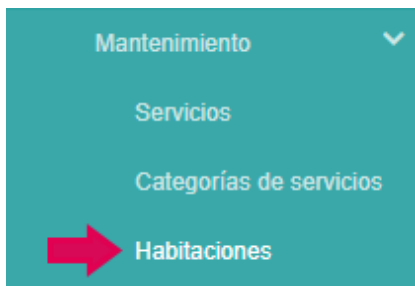 Mantenimiento
Servicios
Categorías de servicios
Habitaciones